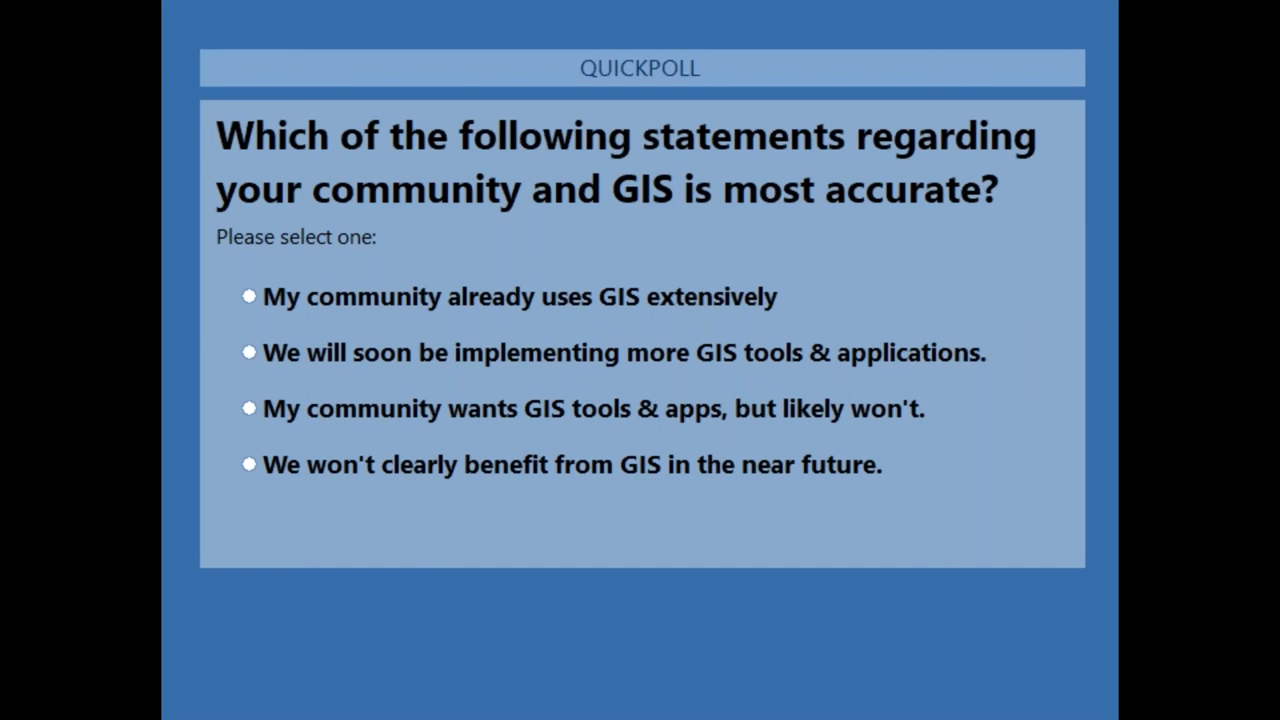 QUICKPOLL
Which of the following statements regarding
your community and GIS is most accurate?
Please select one:
My community already uses GIS extensively
We will soon be implementing more GIS tools & applications.
My community wants GIS tools & apps, but likely won't.
We won't clearly benefit from GIS in the near future.